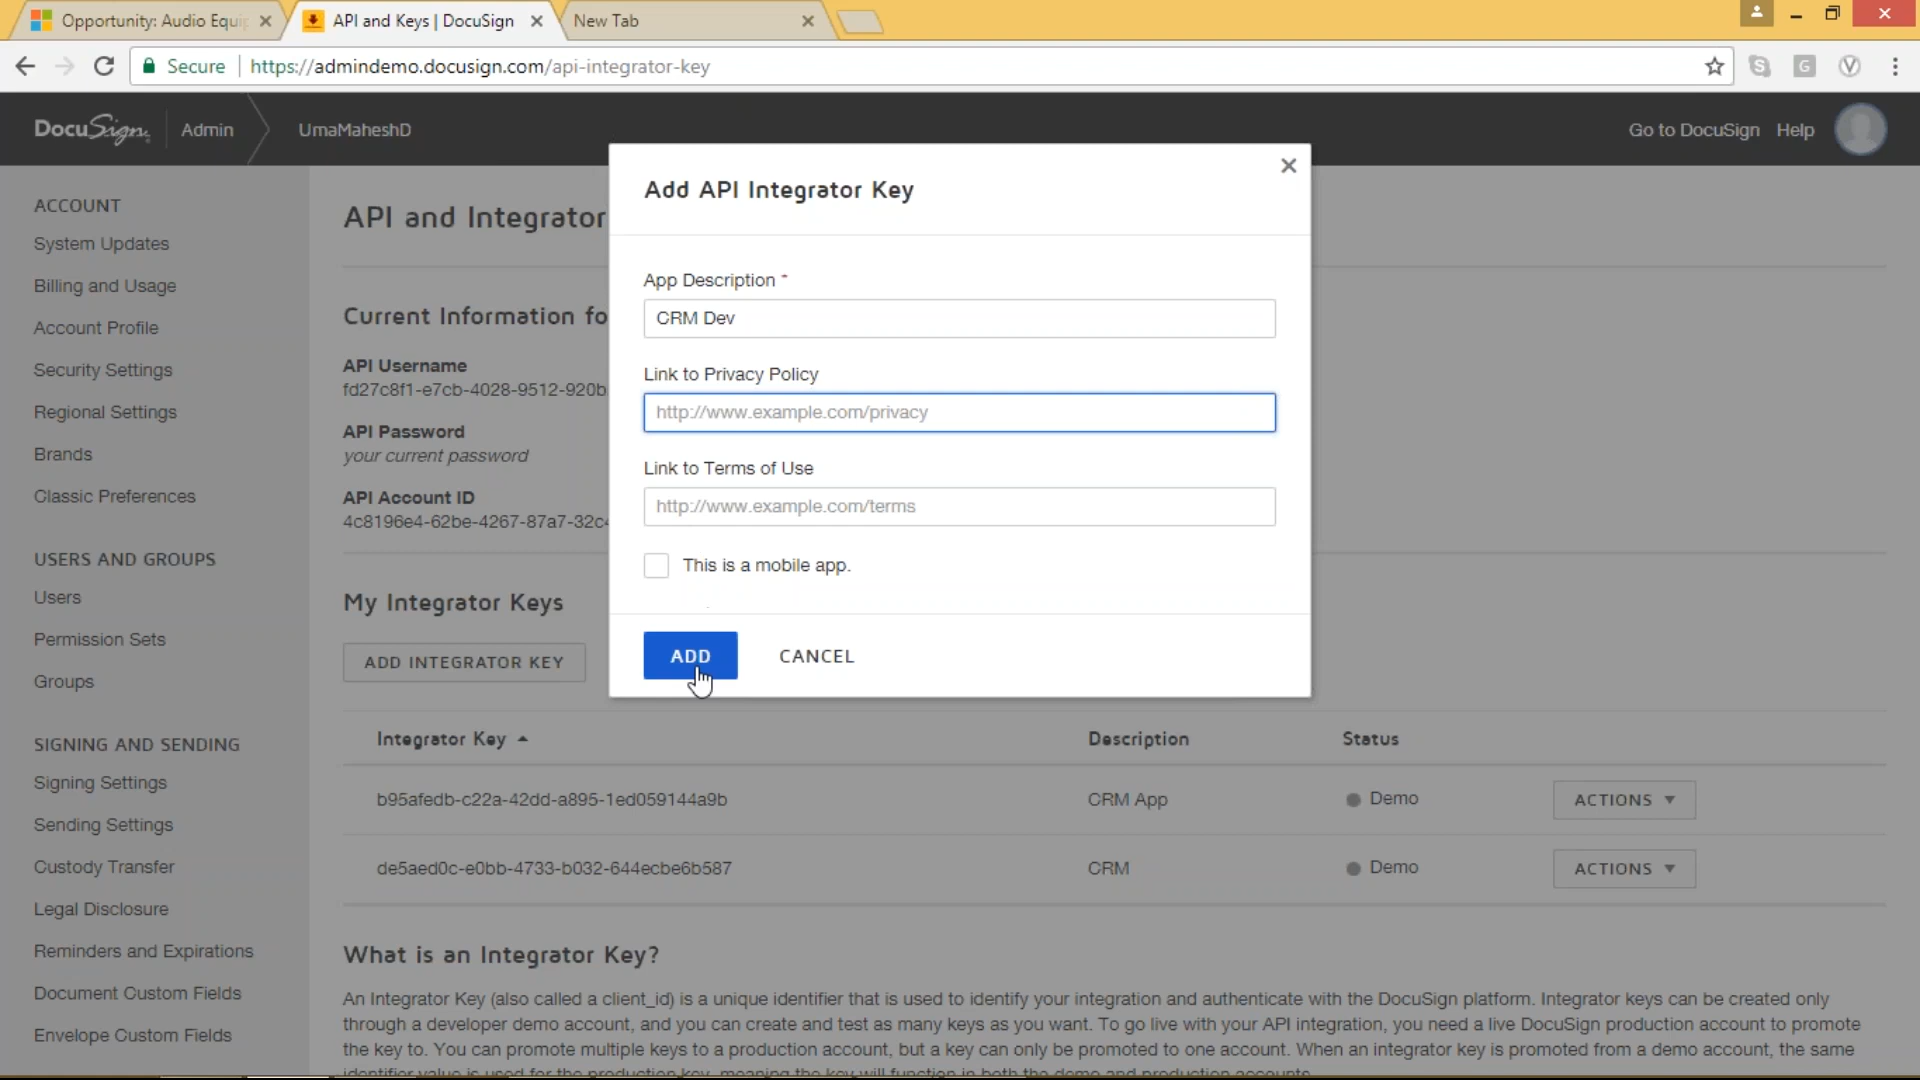 Opportunity: Audio Equip
API and Keys | DocuSign
New Tab
Secure
https://admindemo.docusign.com/api-integrator-key
DocuSign
Admin
UmaMaheshD
Go to DocuSign
Help
ACCOUNT
System Updates
Billing and Usage
Account Profile
Security Settings
Regional Settings
Brands
Classic Preferences
USERS AND GROUPS
Users
Permission Sets
Groups
SIGNING AND SENDING
Signing Settings
Sending Settings
Custody Transfer
Legal Disclosure
Reminders and Expirations
Document Custom Fields
Envelope Custom Fields
API and Integrator
Current Information fo
API Username
fd27c8f1-e7cb-4028-9512-920b
API Password
your current password
API Account ID
4c8196e4-62be-4267-87a7-32c4
My Integrator Keys
ADD INTEGRATOR KEY
Add API Integrator Key
App Description *
CRM Dev
Link to Privacy Policy
http://www.example.com/privacy
Link to Terms of Use
http://www.example.com/terms
This is a mobile app.
ADD
CANCEL
Integrator Key
Description
Status
b95afedb-c22a-42dd-a895-1ed059144a9b
CRM App
Demo
ACTIONS
de5aed0c-e0bb-4733-b032-644ecbe6b587
CRM
Demo
ACTIONS
What is an Integrator Key?
An Integrator Key (also called a client_id) is a unique identifier that is used to identify your integration and authenticate with the DocuSign platform. Integrator keys can be created only
through a developer demo account, and you can create and test as many keys as you want. To go live with your API integration, you need a live DocuSign production account to promote
the key to. You can promote multiple keys to a production account, but a key can only be promoted to one account. When an integrator key is promoted from a demo account, the same
identifier value is used for the production key, meaning the key will function in both the demo and production accounts.